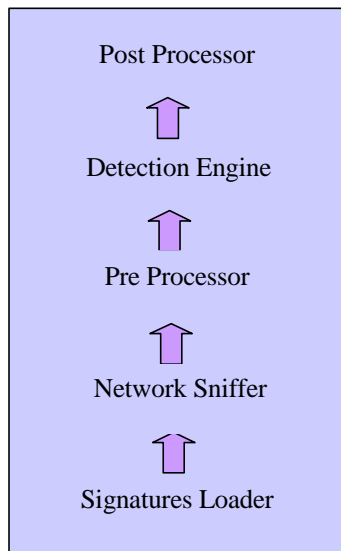 Post Processor
Detection Engine
Pre Processor
Network Sniffer
Signatures Loader